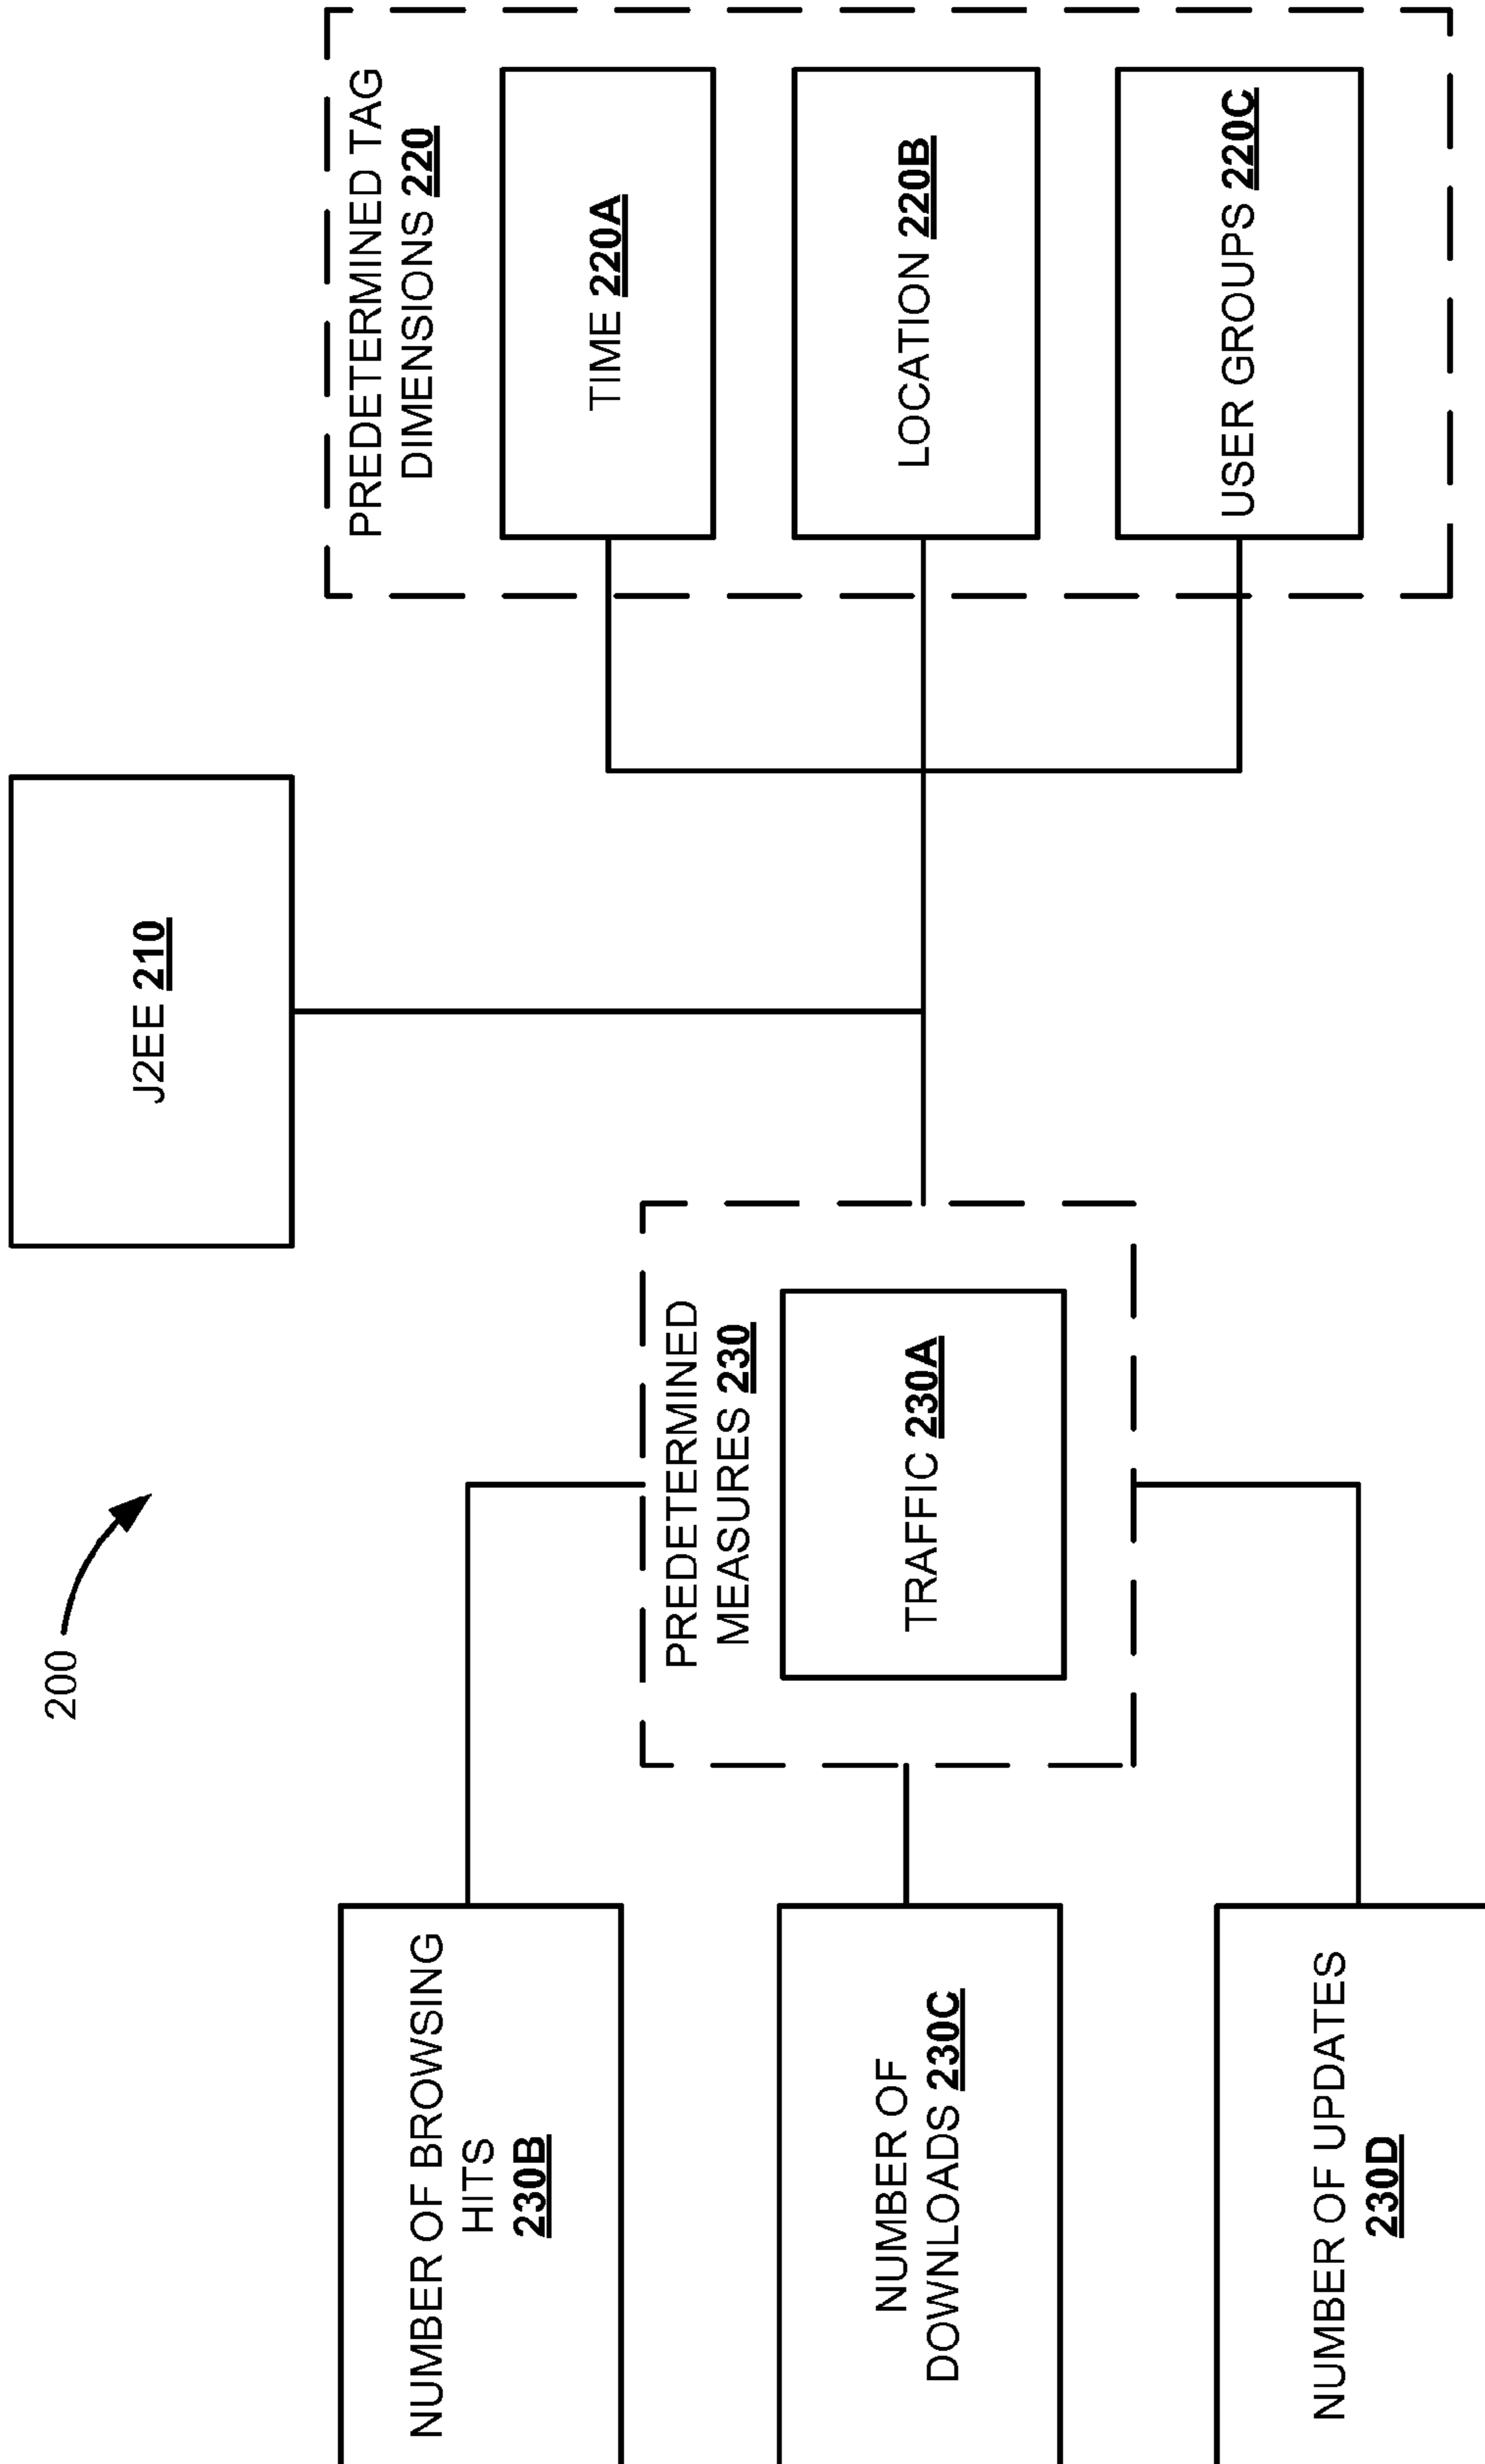 200
J2EE 210
NUMBER OF BROWSING
HITS
230B
NUMBER OF
DOWNLOADS 230C
NUMBER OF UPDATES
230D
PREDETERMINED
MEASURES 230
TRAFFIC 230A
PREDETERMINED TAG
DIMENSIONS 220
TIME 220A
LOCATION 220B
USER GROUPS 220C